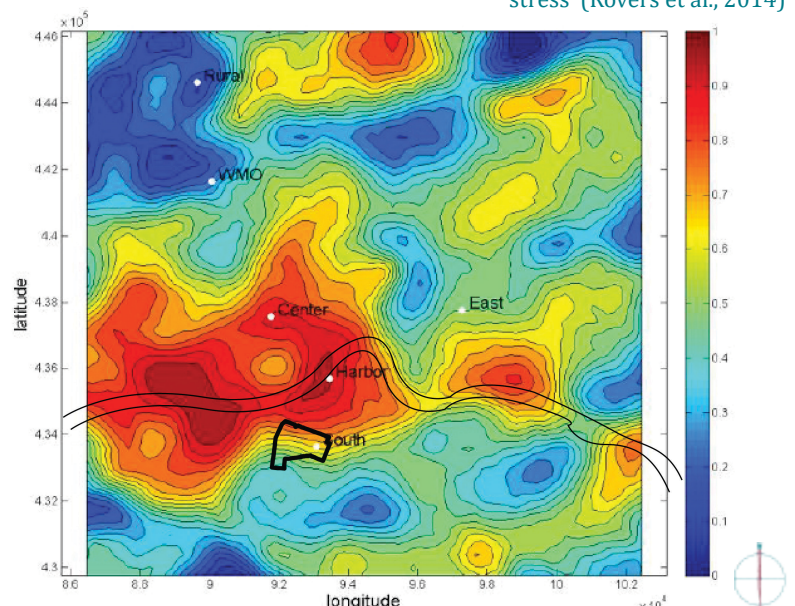 stress' (Rovers et al., 2014)
4.46 × 10⁵
4.44
4.42
4.4
4.38
4.36
4.34
4.32
4.3
latitude
Rural
WMO
Center
East
Harbor
South
8.6 8.8 9 9.2 9.4 9.6 9.8 10 10.2
longitude
1
0.9
0.8
0.7
0.6
0.5
0.4
0.3
0.2
0.1
0